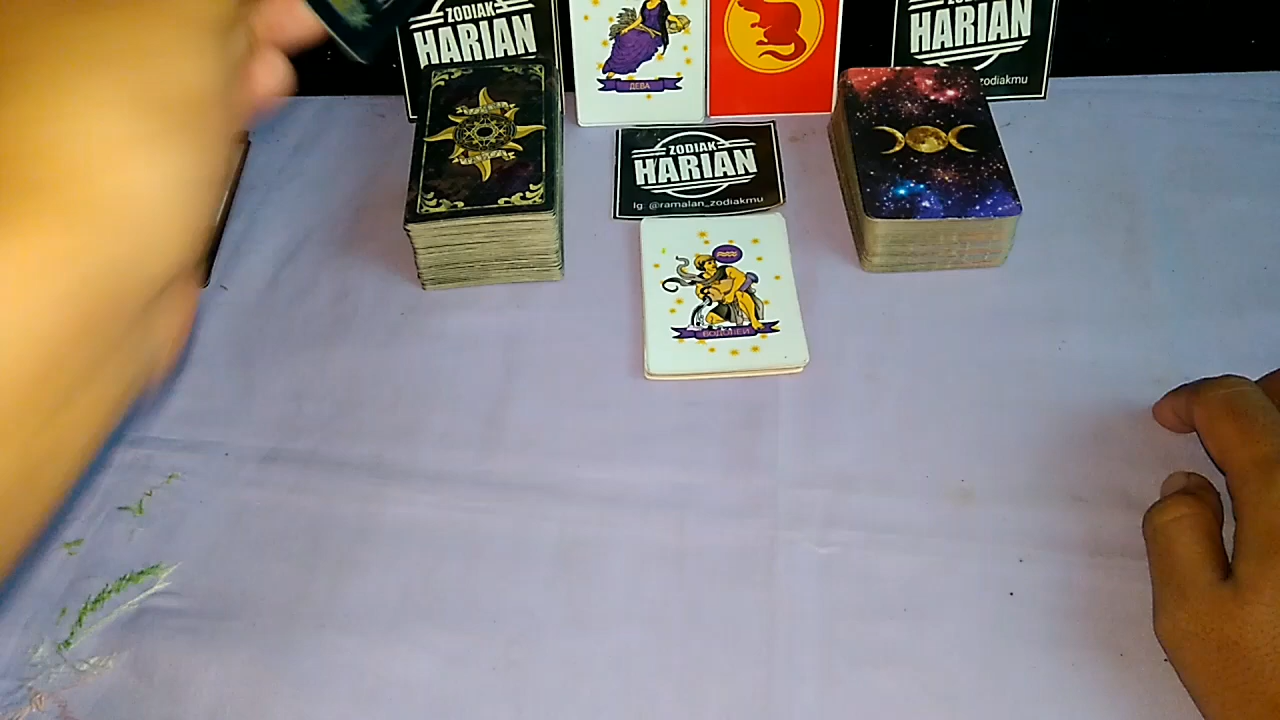 ZODIAK
HARIAN
ДЕВА
ZODIAK
HARIAN
zodiakmu
ZODIAK
HARIAN
Ig: @ramalan_zodiakmu
ВОДОЛЕЙ